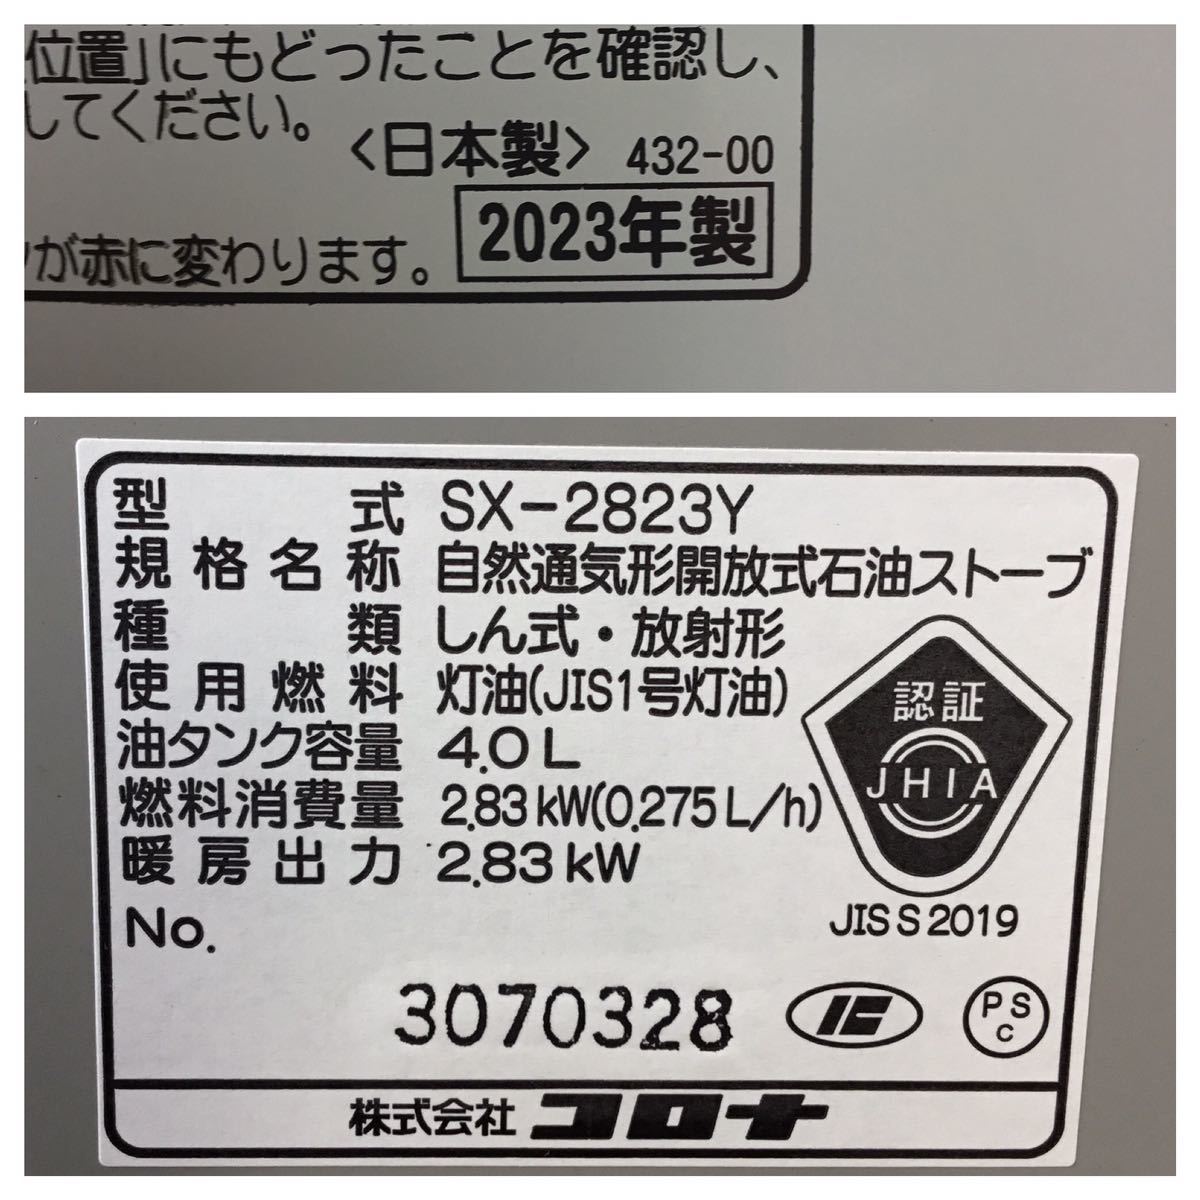 位置」にもどったことを確認し、
してください。
<日本製> 432-00
2023年製
が赤に変わります。
型式 SX-2823Y
規格名称 自然通気形開放式石油ストーブ
種類 しん式・放射形
使用燃料 灯油(JIS1号灯油)
油タンク容量 4.0L
燃料消費量 2.83kW(0.275L/h)
暖房出力 2.83kW
認証
JHIA
JIS S 2019
No.
3070328
PS
C
株式会社 コロナ